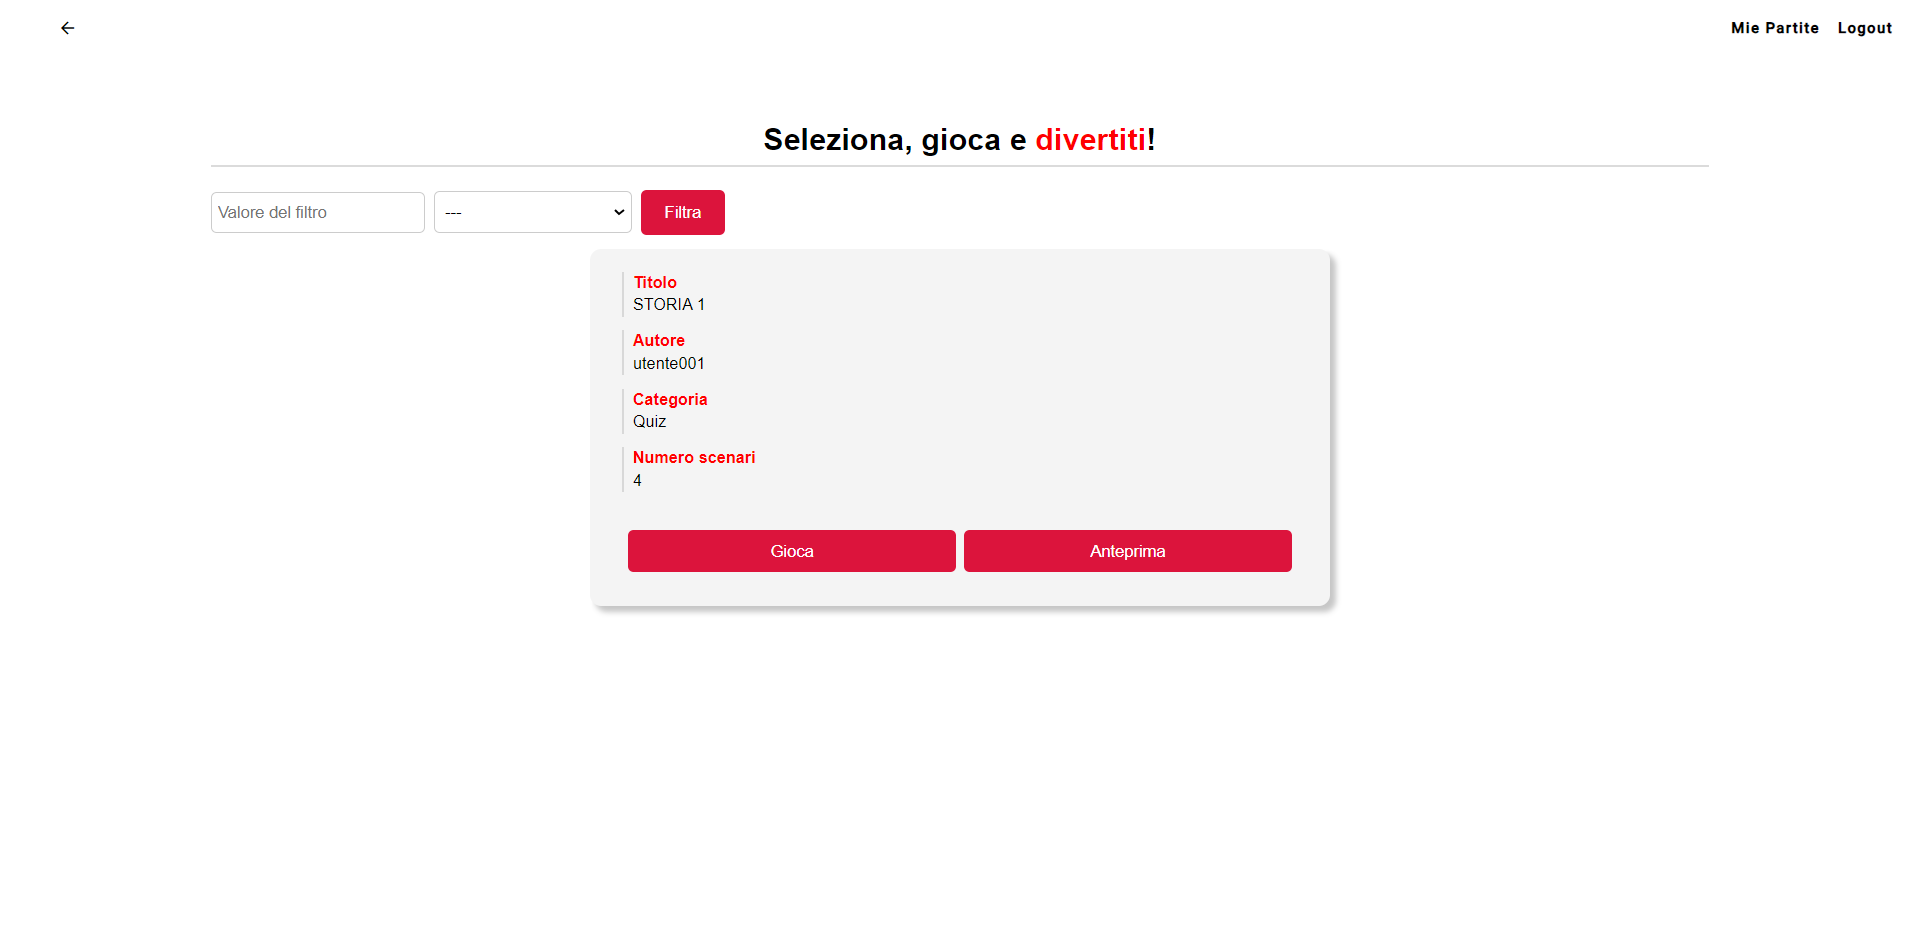 Mie Partite Logout
Seleziona, gioca e divertiti!
Valore del filtro --- Filtra
Titolo
STORIA 1
Autore
utente001
Categoria
Quiz
Numero scenari
4
Gioca Anteprima